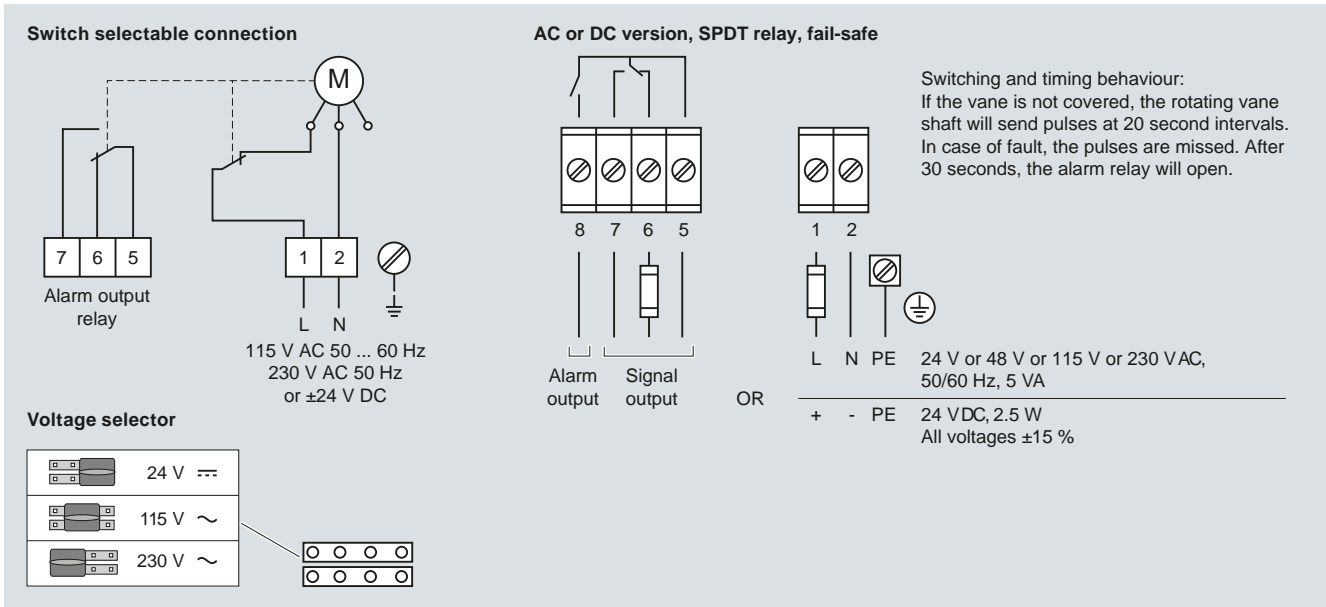 Switch selectable connection
M
7 6 5
Alarm output
relay
1 2
L N
115 V AC 50 ... 60 Hz
230 V AC 50 Hz
or ±24 V DC
Voltage selector
24 V ⎓
115 V ~
230 V ~
AC or DC version, SPDT relay, fail-safe
8 7 6 5
Alarm
output
Signal
output
OR
1 2
L N PE 24 V or 48 V or 115 V or 230 V AC,
50/60 Hz, 5 VA
+ - PE 24 V DC, 2.5 W
All voltages ±15 %
Switching and timing behaviour:
If the vane is not covered, the rotating vane
shaft will send pulses at 20 second intervals.
In case of fault, the pulses are missed. After
30 seconds, the alarm relay will open.